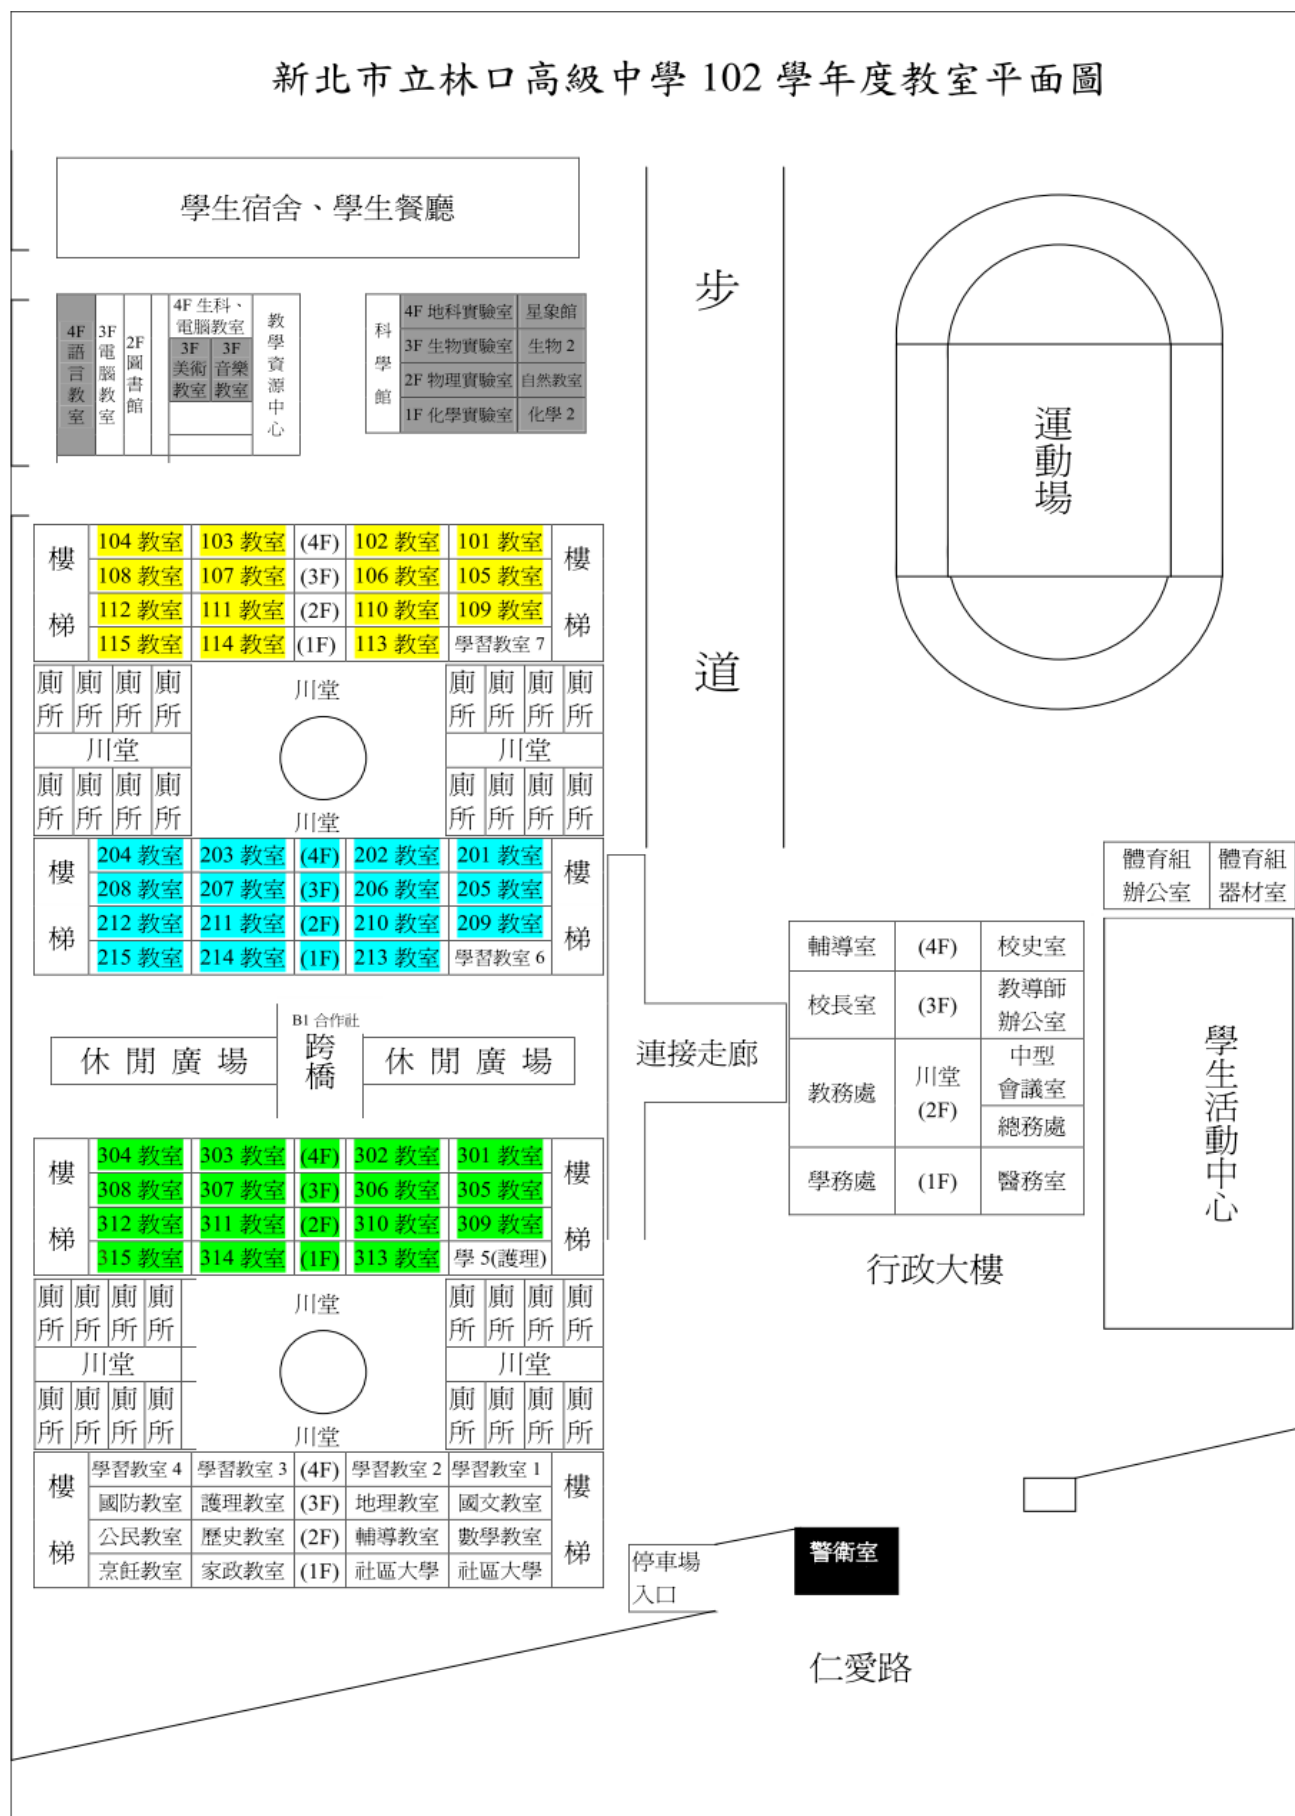 新北市立林口高級中學 102 學年度教室平面圖
學生宿舍、學生餐廳
4F 語言教室
3F 電腦教室
2F 圖書館
4F 生科、
電腦教室
3F 美術教室
3F 音樂教室
教學資源中心
科學館
4F 地科實驗室 星象館
3F 生物實驗室 生物 2
2F 物理實驗室 自然教室
1F 化學實驗室 化學 2
步道
運動場
樓梯
104 教室 103 教室 (4F) 102 教室 101 教室
108 教室 107 教室 (3F) 106 教室 105 教室
112 教室 111 教室 (2F) 110 教室 109 教室
115 教室 114 教室 (1F) 113 教室 學習教室 7
樓梯
廁所 廁所 廁所 廁所
川堂
廁所 廁所 廁所 廁所
川堂
川堂
廁所 廁所 廁所 廁所
川堂
廁所 廁所 廁所 廁所
樓梯
204 教室 203 教室 (4F) 202 教室 201 教室
208 教室 207 教室 (3F) 206 教室 205 教室
212 教室 211 教室 (2F) 210 教室 209 教室
215 教室 214 教室 (1F) 213 教室 學習教室 6
樓梯
體育組
辦公室
體育組
器材室
休閒廣場
B1 合作社
跨橋
休閒廣場
連接走廊
輔導室 (4F) 校史室
校長室 (3F) 教導師
辦公室
教務處 川堂
(2F)
中型
會議室
總務處
學務處 (1F) 醫務室
行政大樓
學生活動中心
樓梯
304 教室 303 教室 (4F) 302 教室 301 教室
308 教室 307 教室 (3F) 306 教室 305 教室
312 教室 311 教室 (2F) 310 教室 309 教室
315 教室 314 教室 (1F) 313 教室 學 5(護理)
樓梯
廁所 廁所 廁所 廁所
川堂
廁所 廁所 廁所 廁所
川堂
川堂
廁所 廁所 廁所 廁所
川堂
廁所 廁所 廁所 廁所
樓梯
學習教室 4 學習教室 3 (4F) 學習教室 2 學習教室 1
國防教室 護理教室 (3F) 地理教室 國文教室
公民教室 歷史教室 (2F) 輔導教室 數學教室
烹飪教室 家政教室 (1F) 社區大學 社區大學
樓梯
停車場
入口
警衛室
仁愛路